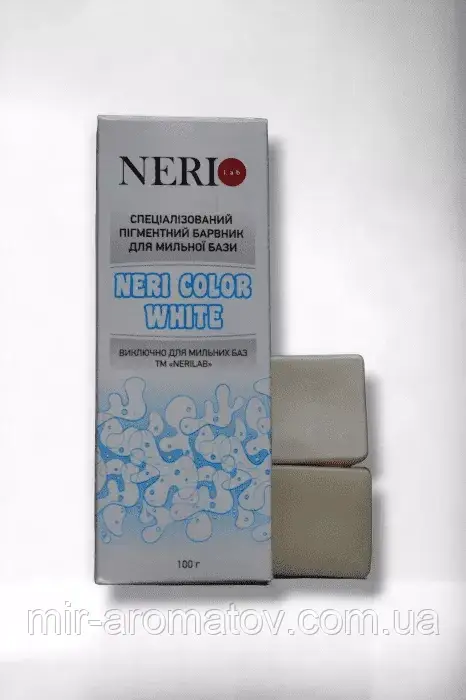 NERI Lab
СПЕЦІАЛІЗОВАНИЙ
ПІГМЕНТНИЙ БАРВНИК
ДЛЯ МИЛЬНОЇ БАЗИ
NERI COLOR
WHITE
ВИКЛЮЧНО ДЛЯ МИЛЬНИК БАЗ
ТМ «NERILAB»
100 г
mir-aromatov.com.ua